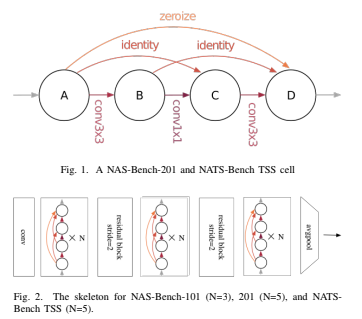 zeroize
identity
identity
A
B
C
D
conv3x3
conv1x1
conv3x3
Fig. 1. A NAS-Bench-201 and NATS-Bench TSS cell
conv
× N
residual block
stride=2
× N
residual block
stride=2
× N
avgpool
Fig. 2. The skeleton for NAS-Bench-101 (N=3), 201 (N=5), and NATS-
Bench TSS (N=5).